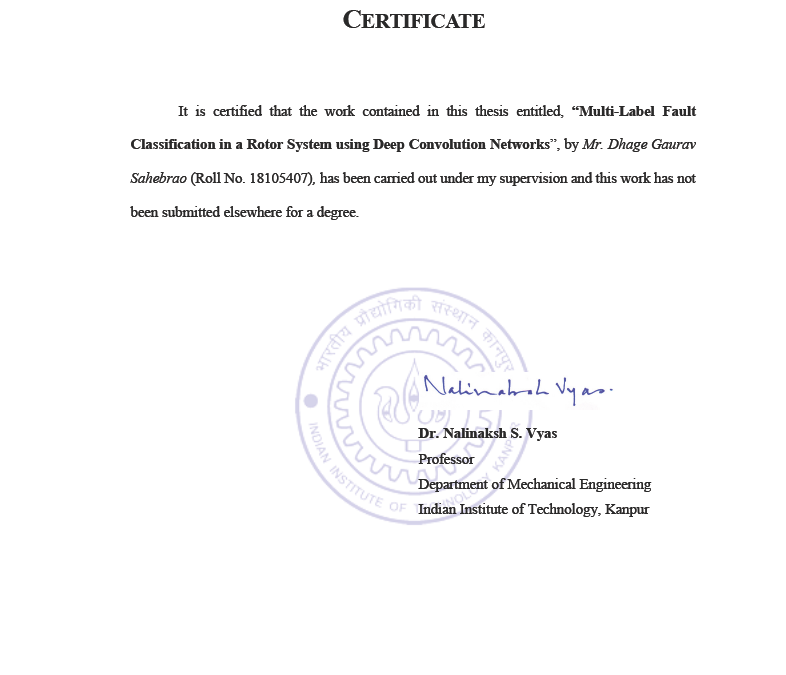 CERTIFICATE
It is certified that the work contained in this thesis entitled, “Multi-Label Fault
Classification in a Rotor System using Deep Convolution Networks”, by Mr. Dhage Gaurav
Sahebrao (Roll No. 18105407), has been carried out under my supervision and this work has not
been submitted elsewhere for a degree.
भारतीय प्रौद्योगिकी संस्थान कानपुर
INDIAN INSTITUTE OF TECHNOLOGY KANPUR
Nalinaksh Vyas.
Dr. Nalinaksh S. Vyas
Professor
Department of Mechanical Engineering
Indian Institute of Technology, Kanpur